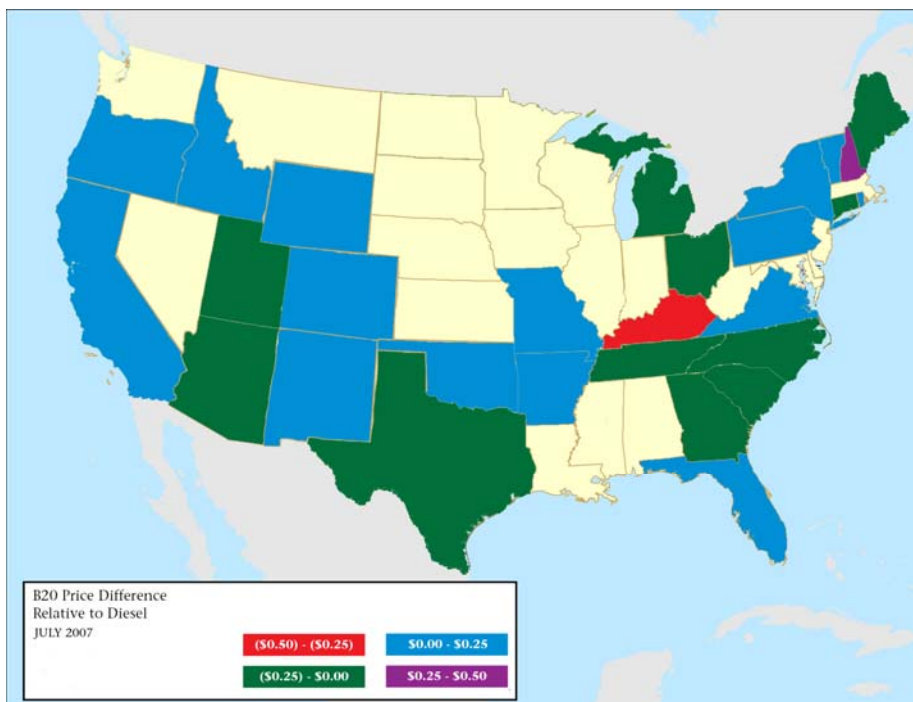 B20 Price Difference
Relative to Diesel
JULY 2007
($0.50) - ($0.25)
$0.00 - $0.25
($0.25) - $0.00
$0.25 - $0.50